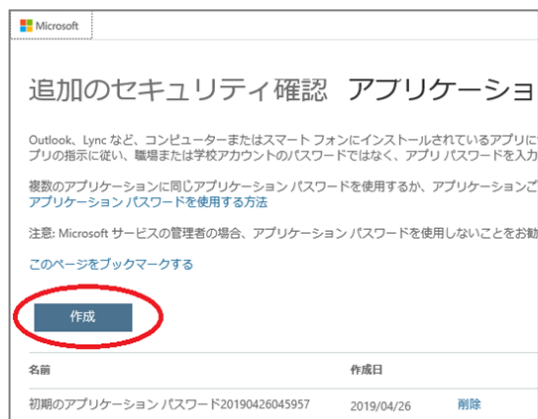 Microsoft
追加のセキュリティ確認 アプリケーショ
Outlook、Lync など、コンピューターまたはスマート フォンにインストールされているアプリに
プリの指示に従い、職場または学校アカウントのパスワードではなく、アプリ パスワードを入力
複数のアプリケーションに同じアプリケーション パスワードを使用するか、アプリケーションご
アプリケーション パスワードを使用する方法
注意: Microsoft サービスの管理者の場合、アプリケーション パスワードを使用しないことをお勧
このページをブックマークする
作成
名前 作成日
初期のアプリケーション パスワード20190426045957 2019/04/26 削除